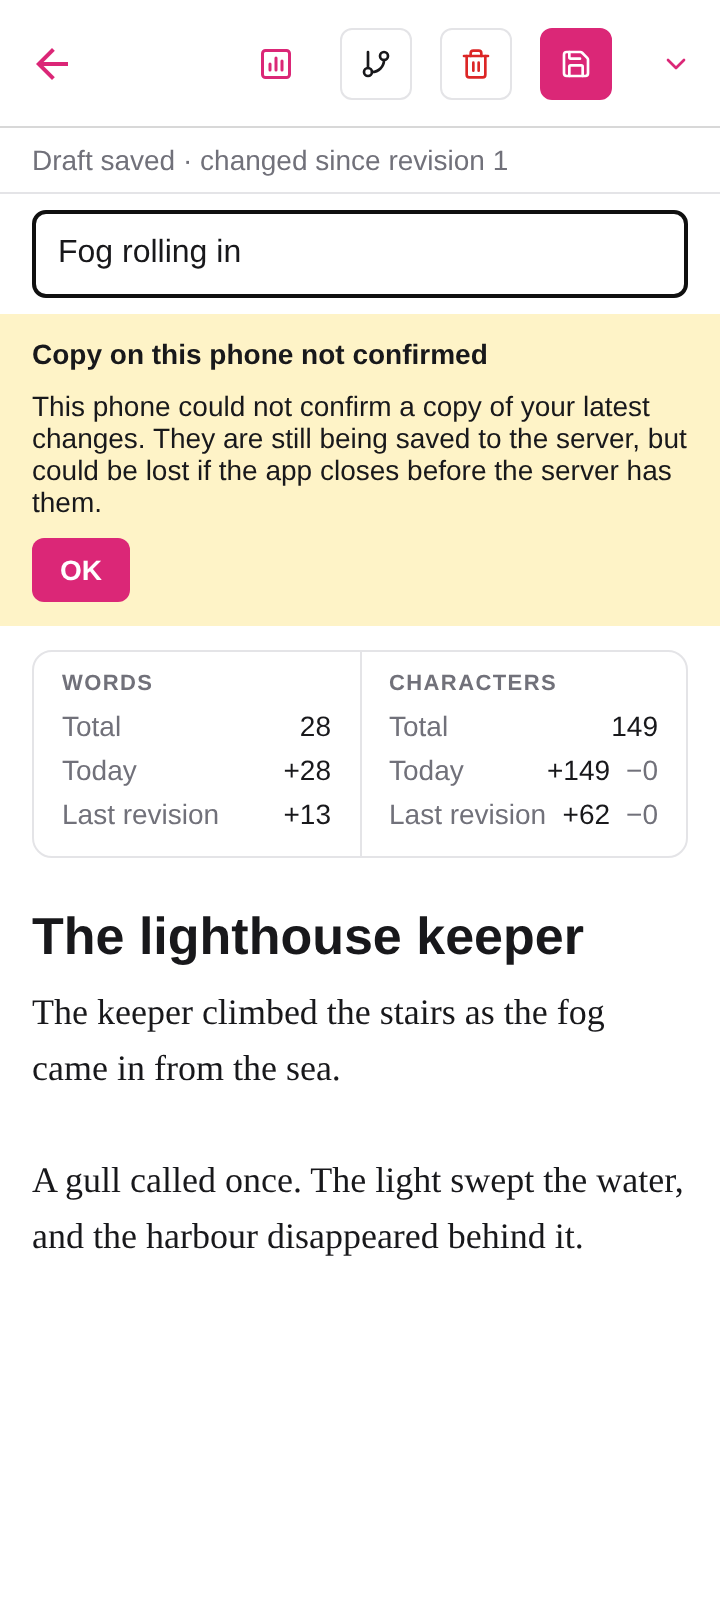 Draft saved · changed since revision 1
Fog rolling in
Copy on this phone not confirmed
This phone could not confirm a copy of your latest
changes. They are still being saved to the server, but
could be lost if the app closes before the server has
them.
OK
WORDS
Total 28
Today +28
Last revision +13
CHARACTERS
Total 149
Today +149 −0
Last revision +62 −0
The lighthouse keeper
The keeper climbed the stairs as the fog
came in from the sea.
A gull called once. The light swept the water,
and the harbour disappeared behind it.